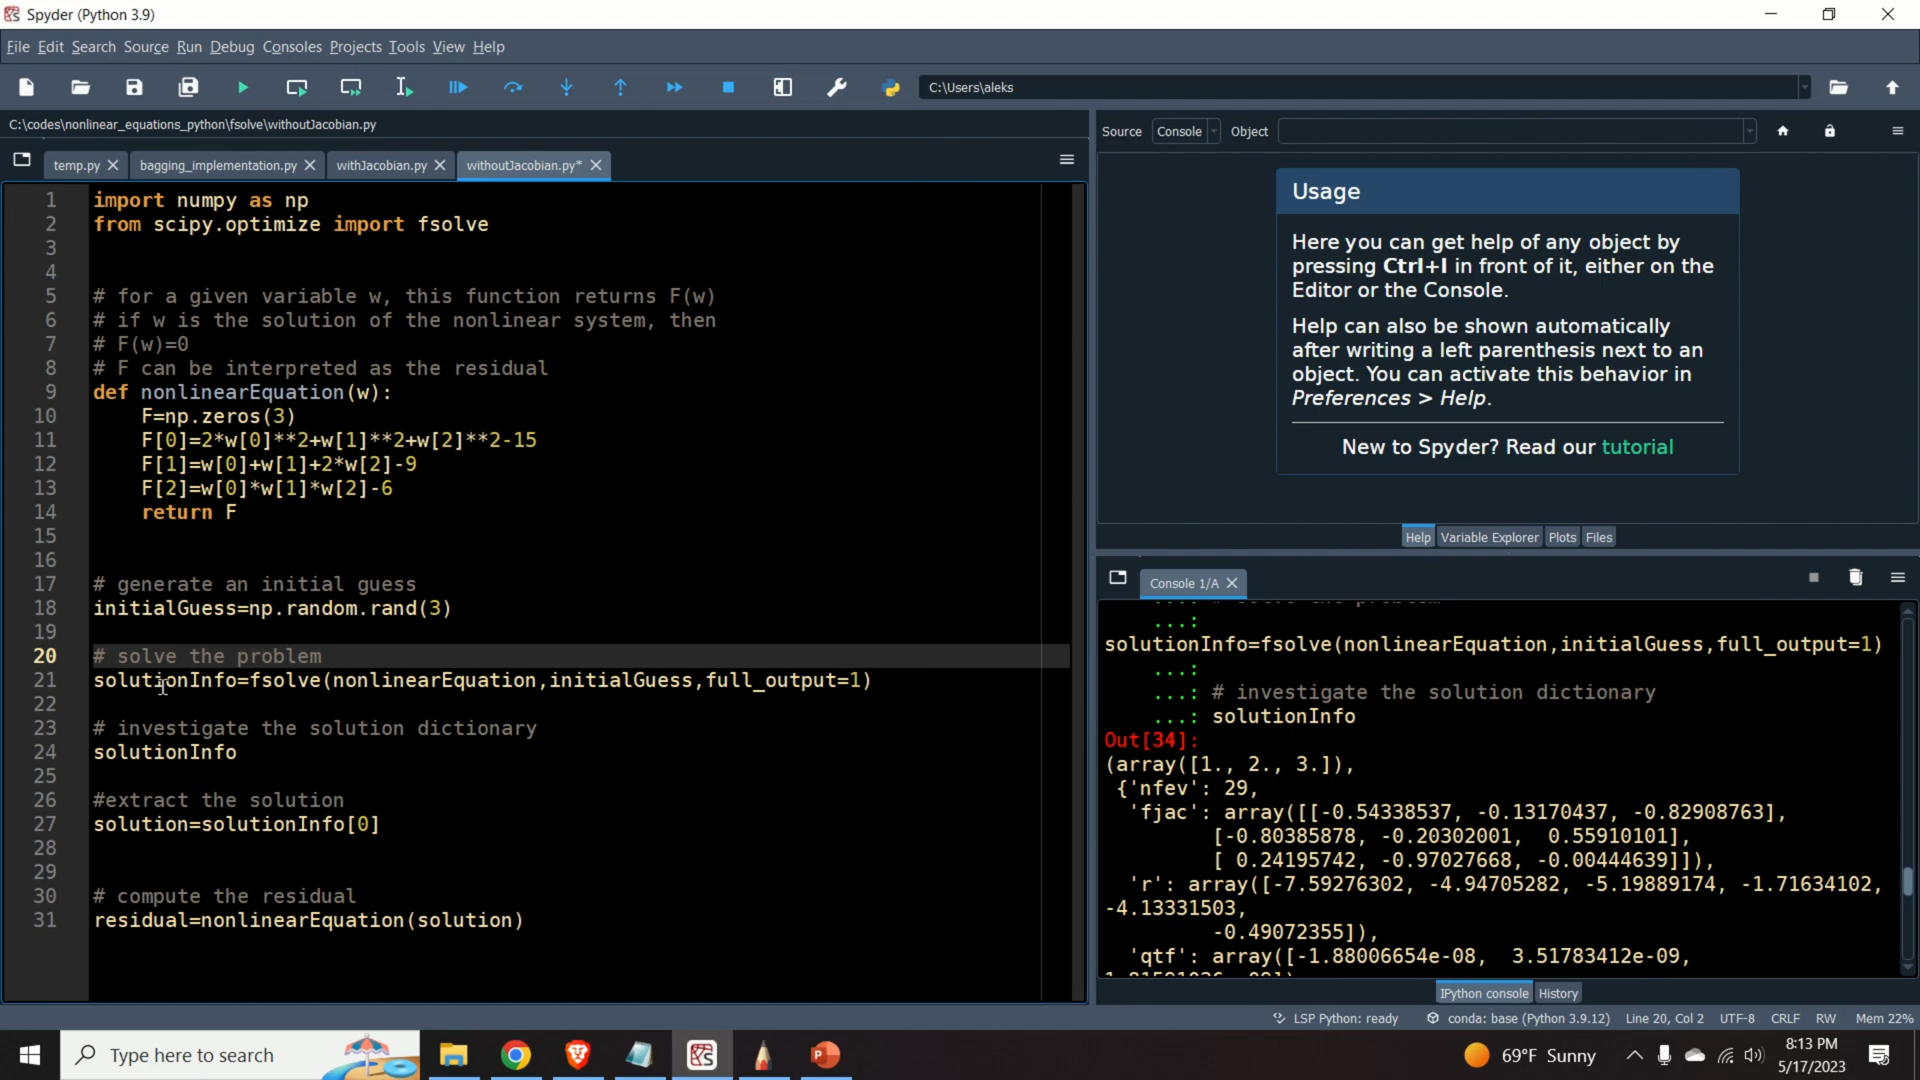 Spyder (Python 3.9)
File Edit Search Source Run Debug Consoles Projects Tools View Help
C:\Users\aleks
C:\codes\nonlinear_equations_python\fsolve\withoutJacobian.py
temp.py bagging_implementation.py withJacobian.py withoutJacobian.py*
1 import numpy as np
2 from scipy.optimize import fsolve
3
4
5 # for a given variable w, this function returns F(w)
6 # if w is the solution of the nonlinear system, then
7 # F(w)=0
8 # F can be interpreted as the residual
9 def nonlinearEquation(w):
10 F=np.zeros(3)
11 F[0]=2*w[0]**2+w[1]**2+w[2]**2-15
12 F[1]=w[0]+w[1]+2*w[2]-9
13 F[2]=w[0]*w[1]*w[2]-6
14 return F
15
16
17 # generate an initial guess
18 initialGuess=np.random.rand(3)
19
20 # solve the problem
21 solutionInfo=fsolve(nonlinearEquation,initialGuess,full_output=1)
22
23 # investigate the solution dictionary
24 solutionInfo
25
26 #extract the solution
27 solution=solutionInfo[0]
28
29
30 # compute the residual
31 residual=nonlinearEquation(solution)
Source Console Object
Usage
Here you can get help of any object by
pressing Ctrl+I in front of it, either on the
Editor or the Console.
Help can also be shown automatically
after writing a left parenthesis next to an
object. You can activate this behavior in
Preferences > Help.
New to Spyder? Read our tutorial
Help Variable Explorer Plots Files
Console 1/A
...:
solutionInfo=fsolve(nonlinearEquation,initialGuess,full_output=1)
...:
...: # investigate the solution dictionary
...: solutionInfo
Out[34]:
(array([1., 2., 3.]),
{'nfev': 29,
'fjac': array([[-0.54338537, -0.13170437, -0.82908763],
[-0.80385878, -0.20302001, 0.55910101],
[ 0.24195742, -0.97027668, -0.00444639]]),
'r': array([-7.59276302, -4.94705282, -5.19889174, -1.71634102,
-4.13331503,
-0.49072355]),
'qtf': array([-1.88006654e-08, 3.51783412e-09,
IPython console History
LSP Python: ready conda: base (Python 3.9.12) Line 20, Col 2 UTF-8 CRLF RW Mem 22%
Type here to search
69°F Sunny
8:13 PM
5/17/2023